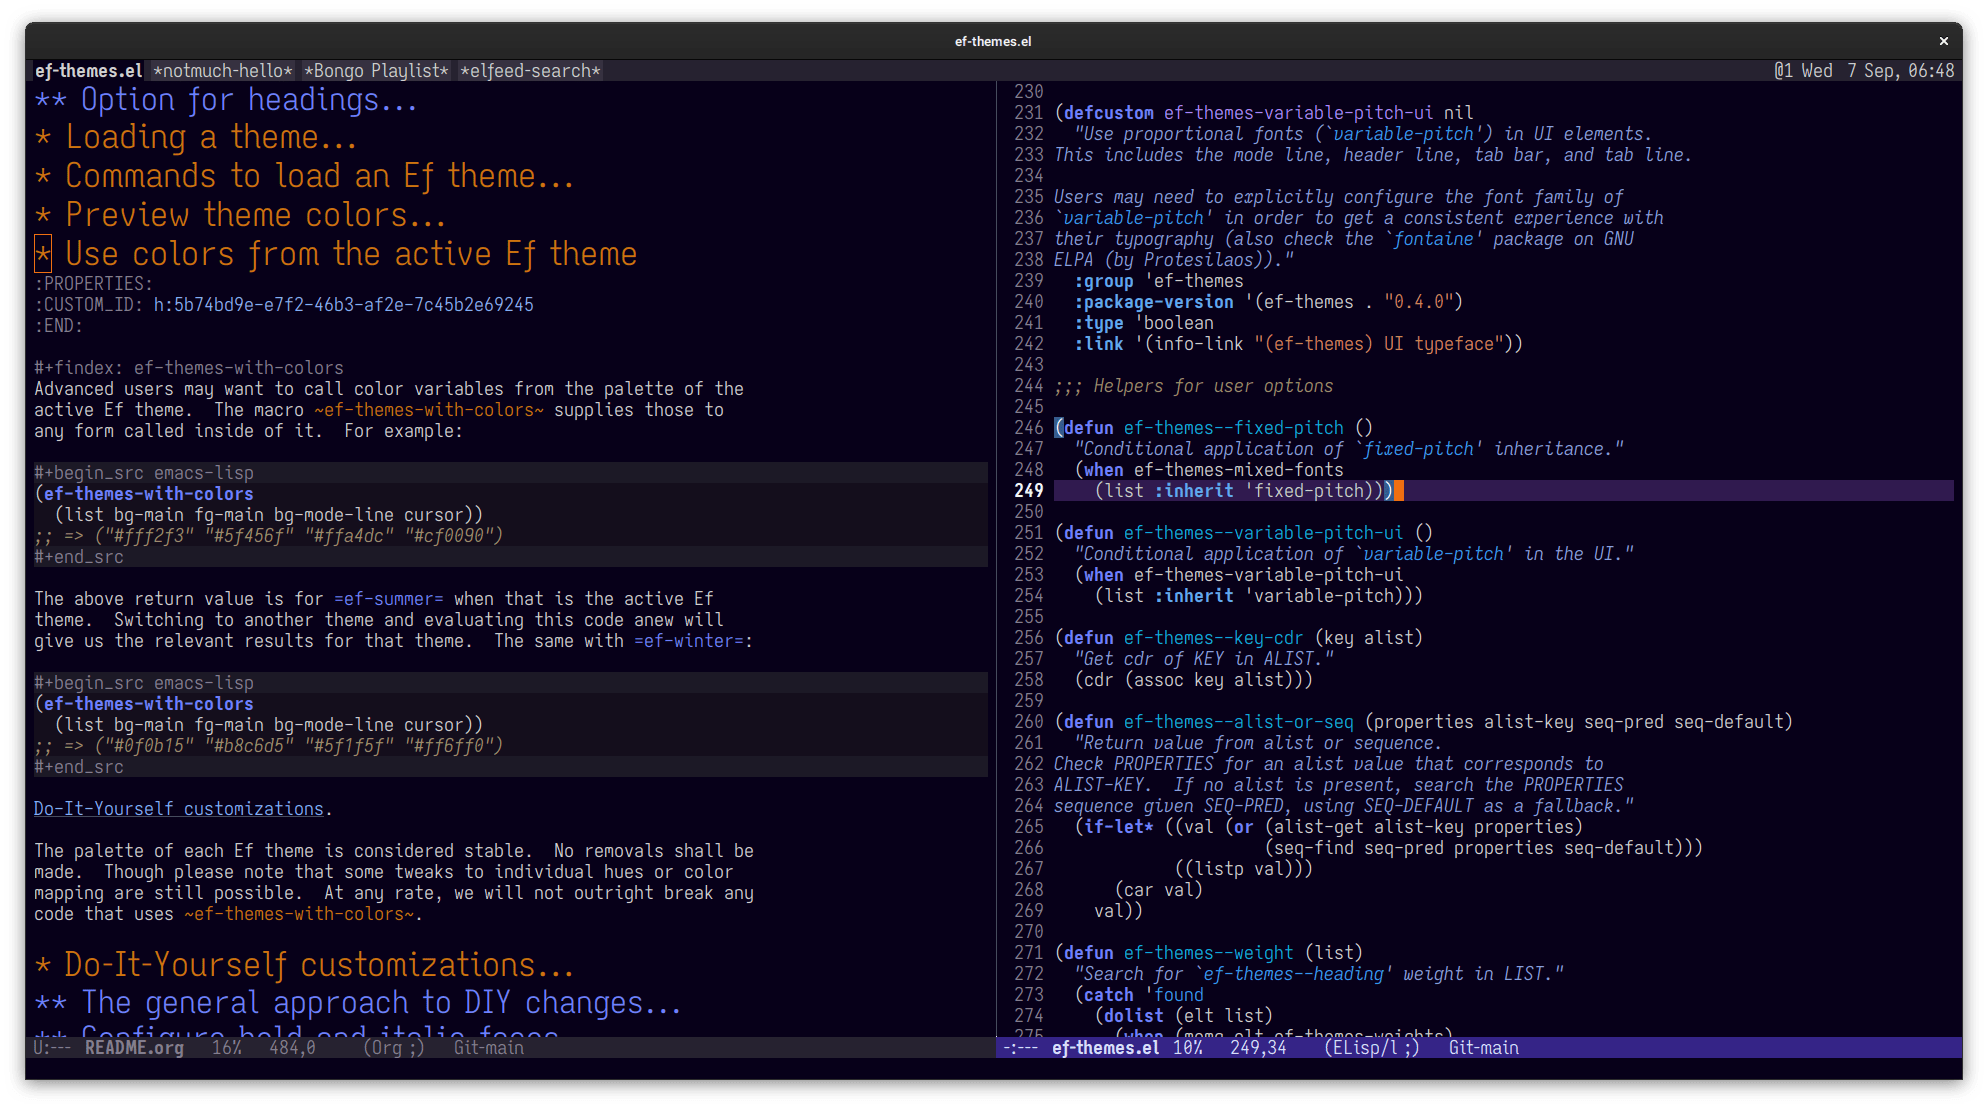 ef-themes.el ×
ef-themes.el *notmuch-hello* *Bongo Playlist* *elfeed-search* @1 Wed  7 Sep, 06:48
** Option for headings...
* Loading a theme...
* Commands to load an Ef theme...
* Preview theme colors...
* Use colors from the active Ef theme
:PROPERTIES:
:CUSTOM_ID: h:5b74bd9e-e7f2-46b3-af2e-7c45b2e69245
:END:
#+findex: ef-themes-with-colors
Advanced users may want to call color variables from the palette of the
active Ef theme.  The macro ~ef-themes-with-colors~ supplies those to
any form called inside of it.  For example:
#+begin_src emacs-lisp
(ef-themes-with-colors
  (list bg-main fg-main bg-mode-line cursor))
;; => ("#fff2f3" "#5f456f" "#ffa4dc" "#cf0090")
#+end_src
The above return value is for =ef-summer= when that is the active Ef
theme.  Switching to another theme and evaluating this code anew will
give us the relevant results for that theme.  The same with =ef-winter=:
#+begin_src emacs-lisp
(ef-themes-with-colors
  (list bg-main fg-main bg-mode-line cursor))
;; => ("#0f0b15" "#b8c6d5" "#5f1f5f" "#ff6ff0")
#+end_src
Do-It-Yourself customizations.
The palette of each Ef theme is considered stable.  No removals shall be
made.  Though please note that some tweaks to individual hues or color
mapping are still possible.  At any rate, we will not outright break any
code that uses ~ef-themes-with-colors~.
* Do-It-Yourself customizations...
** The general approach to DIY changes...
** Configure bold and italic faces
U:--- README.org 16% 484,0 (Org ;) Git-main
230
231 (defcustom ef-themes-variable-pitch-ui nil
232   "Use proportional fonts (`variable-pitch') in UI elements.
233 This includes the mode line, header line, tab bar, and tab line.
234
235 Users may need to explicitly configure the font family of
236 `variable-pitch' in order to get a consistent experience with
237 their typography (also check the `fontaine' package on GNU
238 ELPA (by Protesilaos))."
239   :group 'ef-themes
240   :package-version '(ef-themes . "0.4.0")
241   :type 'boolean
242   :link '(info-link "(ef-themes) UI typeface"))
243
244 ;;; Helpers for user options
245
246 (defun ef-themes--fixed-pitch ()
247   "Conditional application of `fixed-pitch' inheritance."
248   (when ef-themes-mixed-fonts
249     (list :inherit 'fixed-pitch)))
250
251 (defun ef-themes--variable-pitch-ui ()
252   "Conditional application of `variable-pitch' in the UI."
253   (when ef-themes-variable-pitch-ui
254     (list :inherit 'variable-pitch)))
255
256 (defun ef-themes--key-cdr (key alist)
257   "Get cdr of KEY in ALIST."
258   (cdr (assoc key alist)))
259
260 (defun ef-themes--alist-or-seq (properties alist-key seq-pred seq-default)
261   "Return value from alist or sequence.
262 Check PROPERTIES for an alist value that corresponds to
263 ALIST-KEY.  If no alist is present, search the PROPERTIES
264 sequence given SEQ-PRED, using SEQ-DEFAULT as a fallback."
265   (if-let* ((val (or (alist-get alist-key properties)
266                      (seq-find seq-pred properties seq-default)))
267             ((listp val)))
268       (car val)
269     val))
270
271 (defun ef-themes--weight (list)
272   "Search for `ef-themes--heading' weight in LIST."
273   (catch 'found
274     (dolist (elt list)
275       (when (memq elt ef-themes-weights)
-:--- ef-themes.el 10% 249,34 (ELisp/l ;) Git-main